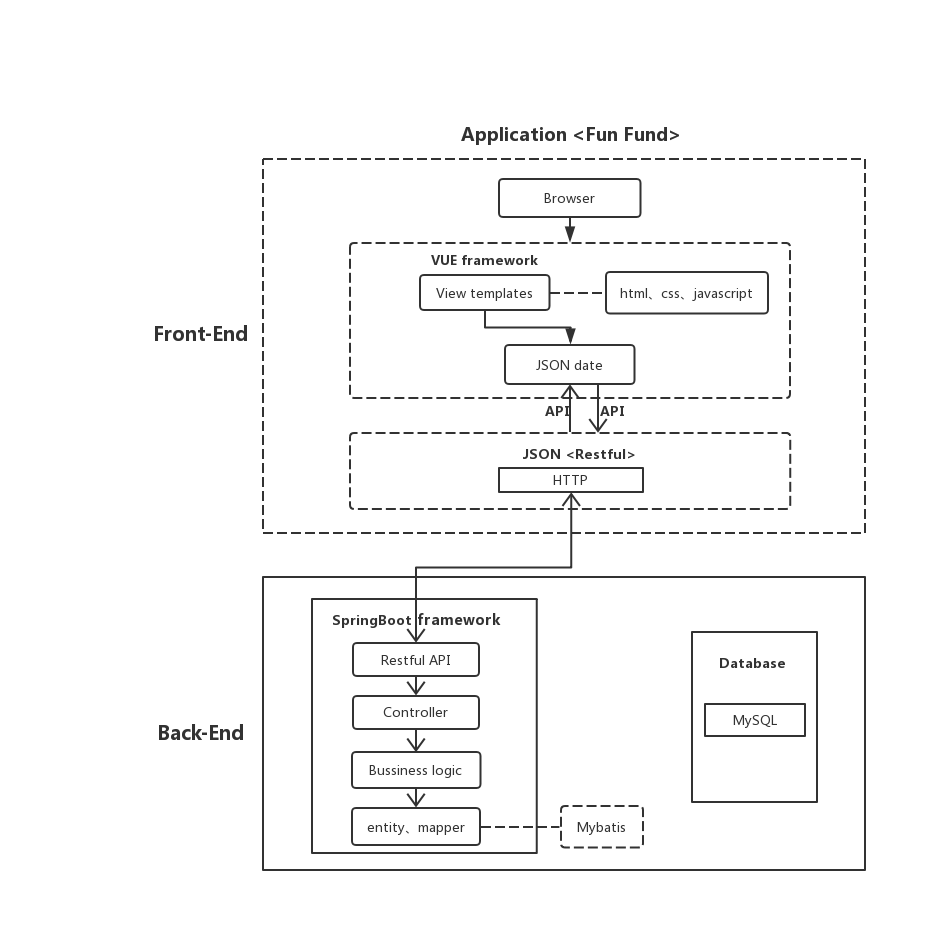 Application <Fun Fund>
Browser
VUE framework
View templates
html、css、javascript
Front-End
JSON date
API
API
JSON <Restful>
HTTP
SpringBoot framework
Restful API
Database
Controller
MySQL
Back-End
Bussiness logic
entity、mapper
Mybatis